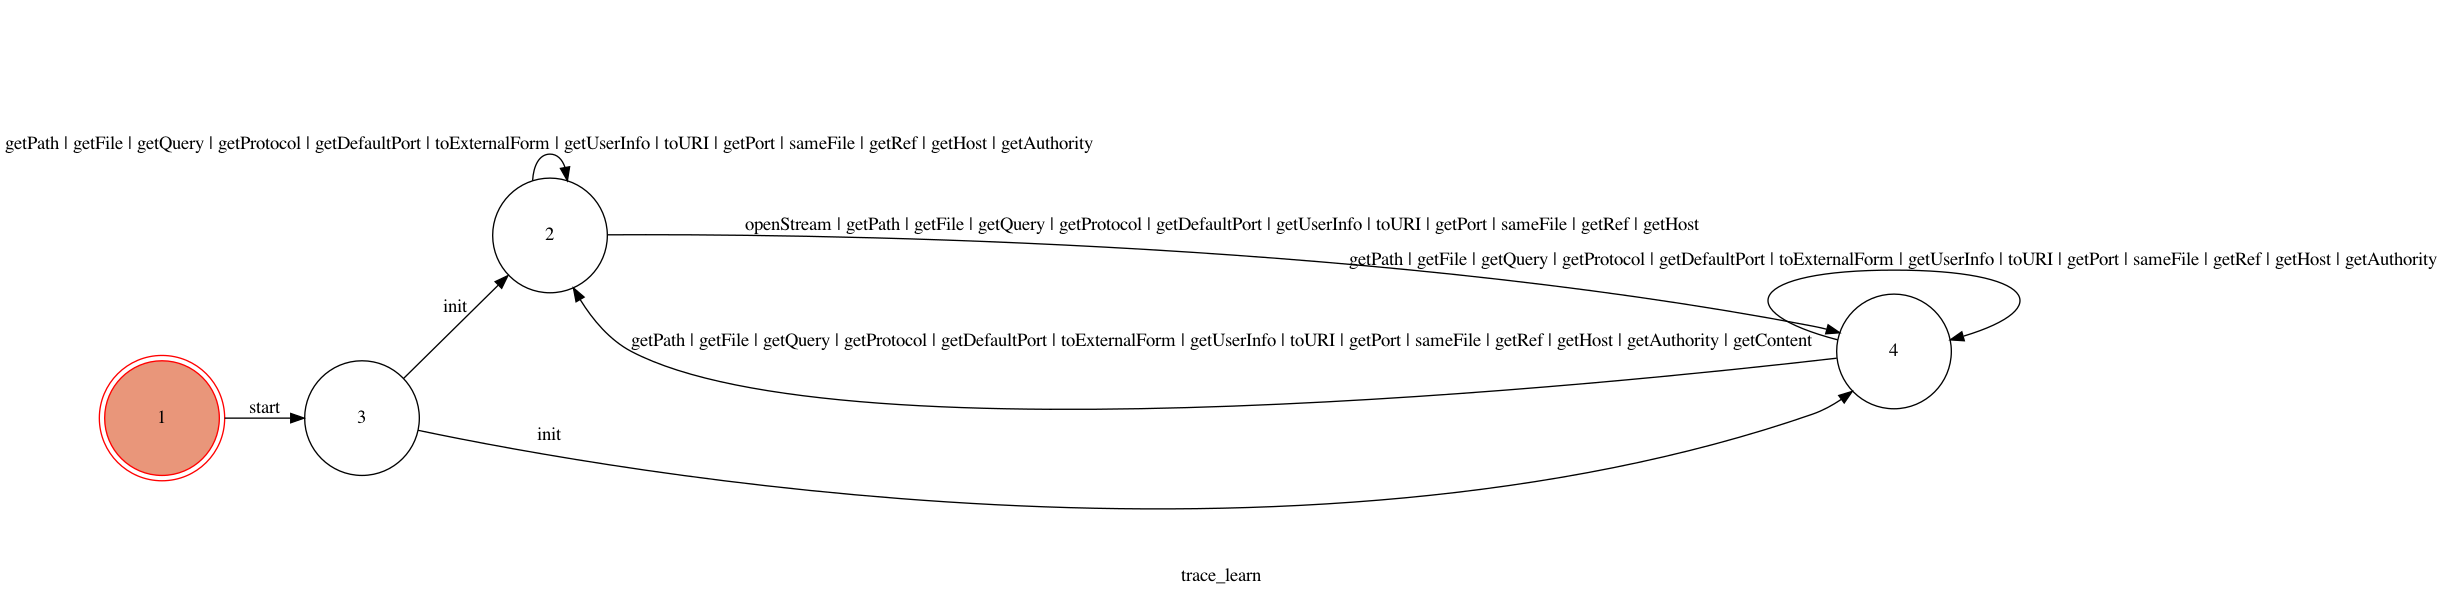 getPath | getFile | getQuery | getProtocol | getDefaultPort | toExternalForm | getUserInfo | toURI | getPort | sameFile | getRef | getHost | getAuthority
openStream | getPath | getFile | getQuery | getProtocol | getDefaultPort | getUserInfo | toURI | getPort | sameFile | getRef | getHost
2
getPath | getFile | getQuery | getProtocol | getDefaultPort | toExternalForm | getUserInfo | toURI | getPort | sameFile | getRef | getHost | getAuthority
init
getPath | getFile | getQuery | getProtocol | getDefaultPort | toExternalForm | getUserInfo | toURI | getPort | sameFile | getRef | getHost | getAuthority | getContent
4
start
1
3
init
trace_learn